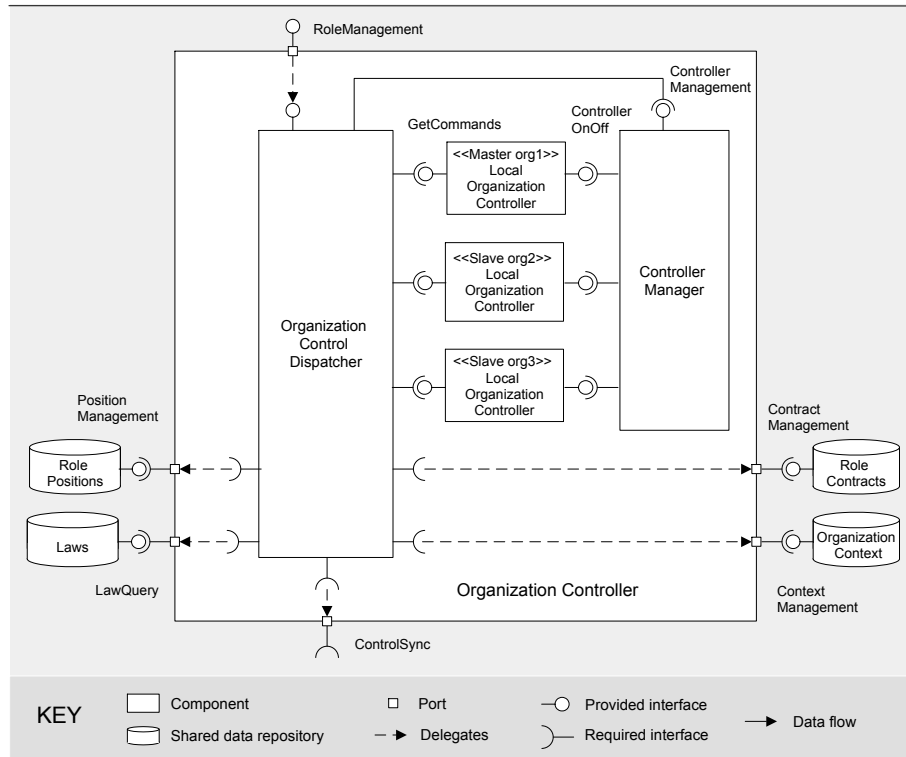 RoleManagement
Controller
Management
GetCommands
Controller
OnOff
<<Master org1>>
Local
Organization
Controller
<<Slave org2>>
Local
Organization
Controller
Controller
Manager
Organization
Control
Dispatcher
<<Slave org3>>
Local
Organization
Controller
Position
Management
Contract
Management
Role
Positions
Role
Contracts
Laws
Organization
Context
LawQuery
Organization Controller
Context
Management
ControlSync
KEY
Component
Port
Provided interface
Data flow
Shared data repository
Delegates
Required interface